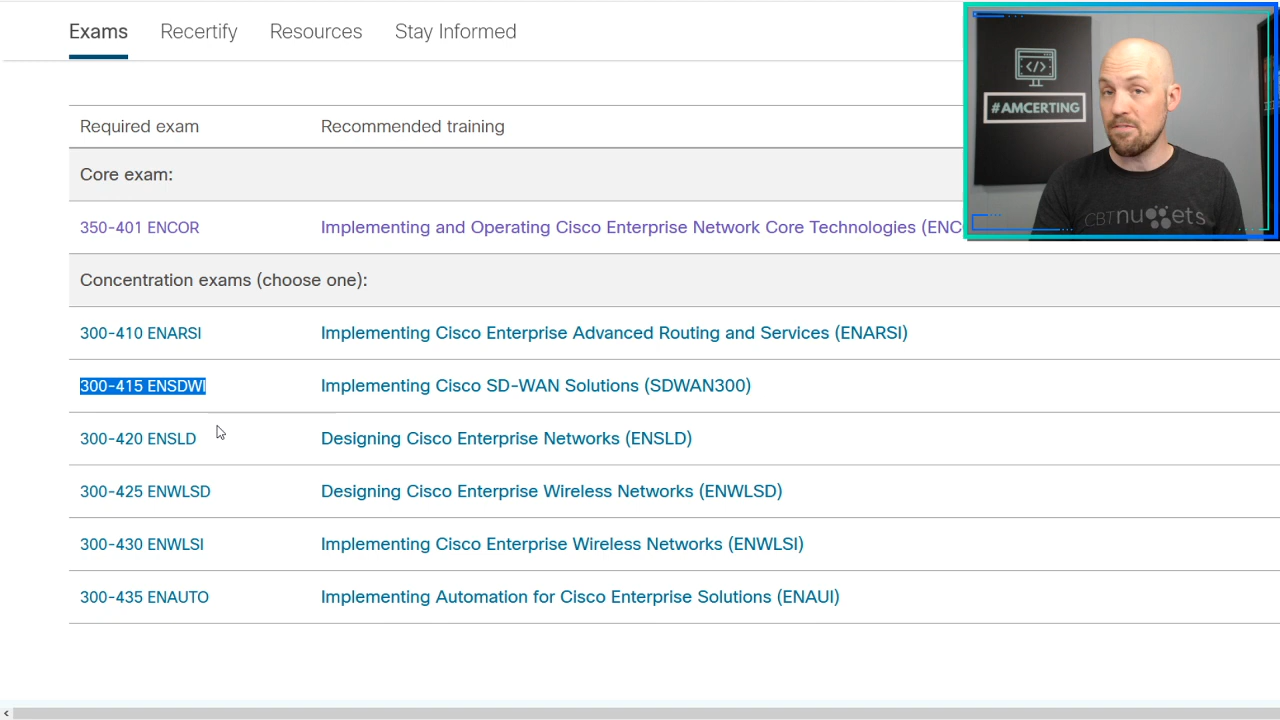 Exams Recertify Resources Stay Informed
Required exam Recommended training
Core exam:
350-401 ENCOR Implementing and Operating Cisco Enterprise Network Core Technologies (ENC
Concentration exams (choose one):
300-410 ENARSI Implementing Cisco Enterprise Advanced Routing and Services (ENARSI)
300-415 ENSDWI Implementing Cisco SD-WAN Solutions (SDWAN300)
300-420 ENSLD Designing Cisco Enterprise Networks (ENSLD)
300-425 ENWLSD Designing Cisco Enterprise Wireless Networks (ENWLSD)
300-430 ENWLSI Implementing Cisco Enterprise Wireless Networks (ENWLSI)
300-435 ENAUTO Implementing Automation for Cisco Enterprise Solutions (ENAUI)
</>
#AMCERTING
CBTnuggets